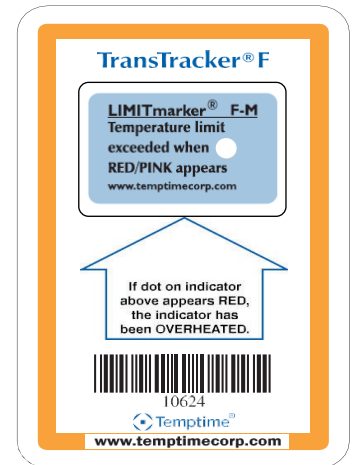 TransTracker® F
LIMITmarker® F-M
Temperature limit
exceeded when
RED/PINK appears
www.temptimecorp.com
If dot on indicator
above appears RED,
the indicator has
been OVERHEATED.
10624
Temptime®
www.temptimecorp.com